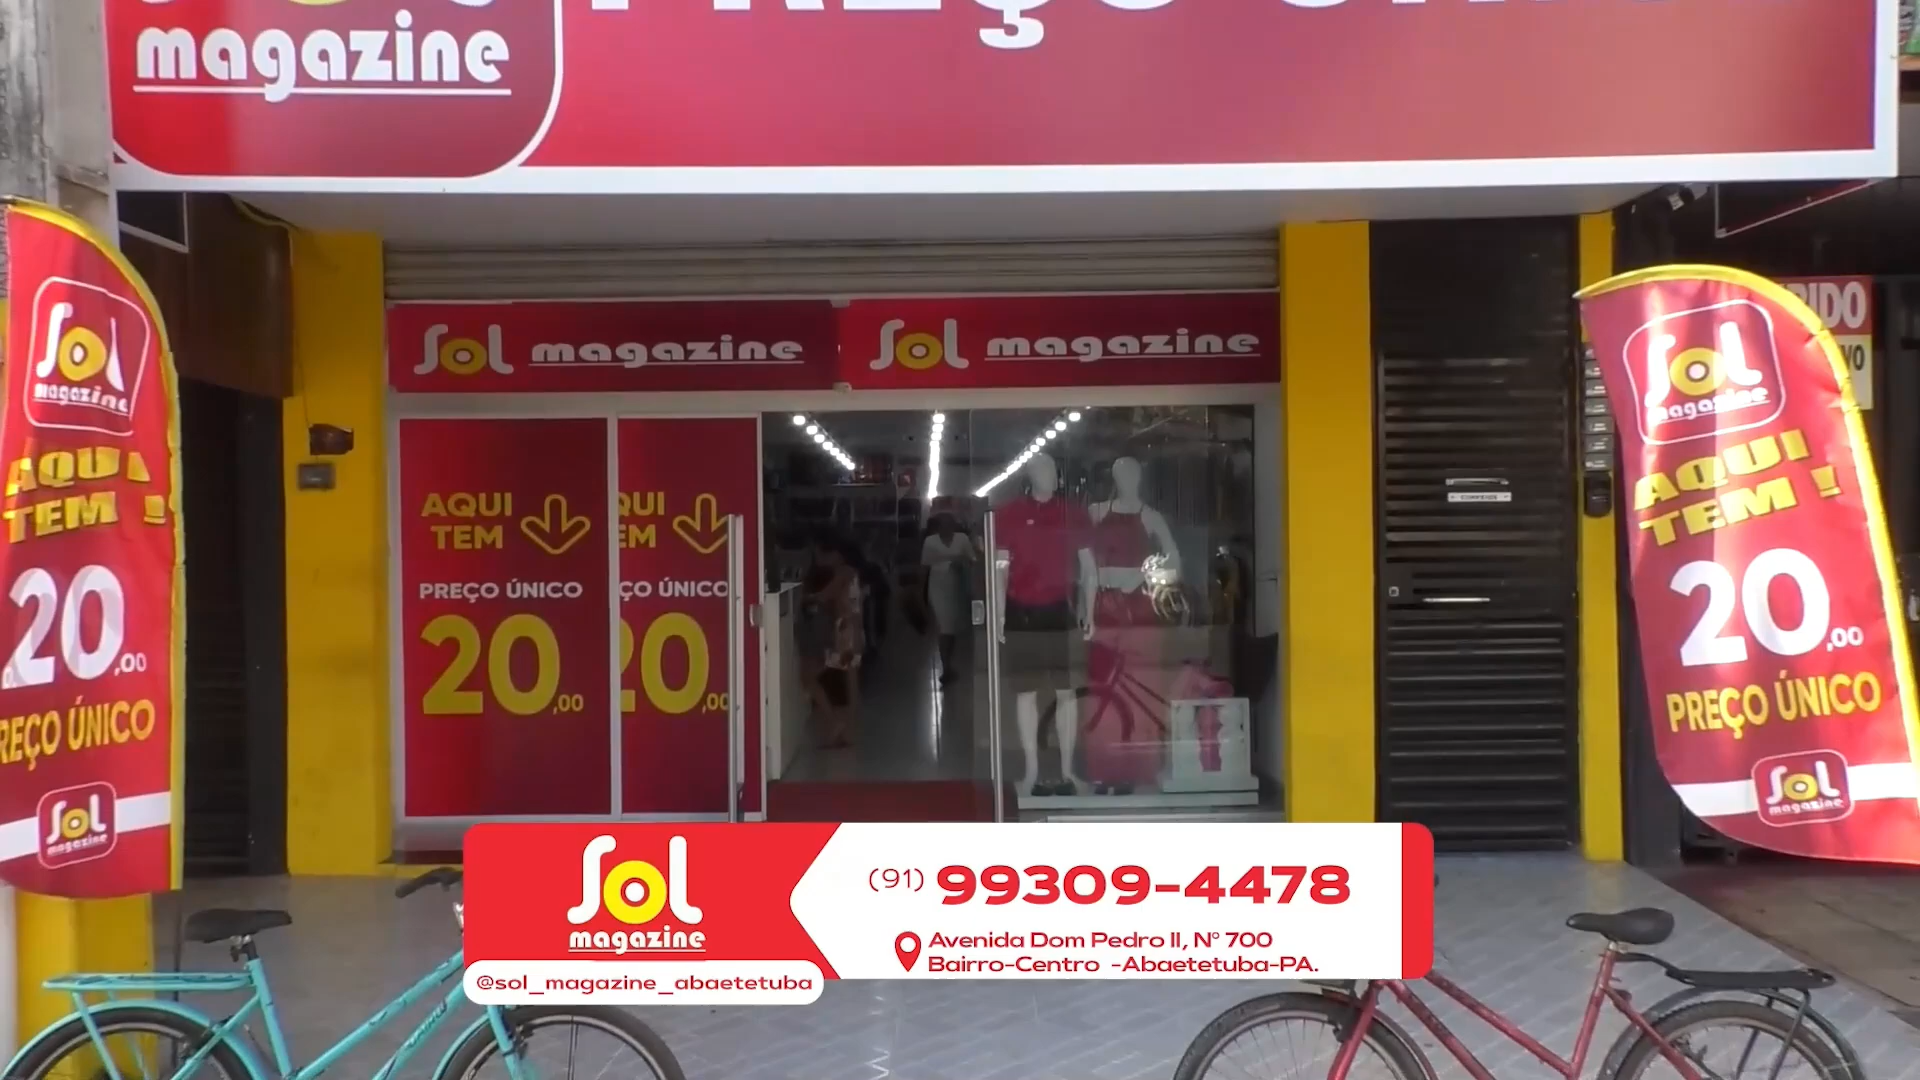 magazine
PREÇO
Sol magazine
Sol magazine
Sol
magazine
AQUI
TEM !
20,00
PREÇO ÚNICO
Sol
magazine
AQUI
TEM
PREÇO ÚNICO
20,00
QUI
EM
ÇO ÚNICO
20,00
Sol
magazine
AQUI
TEM !
20,00
PREÇO ÚNICO
Sol
magazine
Sol
magazine
@sol_magazine_abaetetuba
(91) 99309-4478
Avenida Dom Pedro II, N° 700
Bairro-Centro -Abaetetuba-PA.